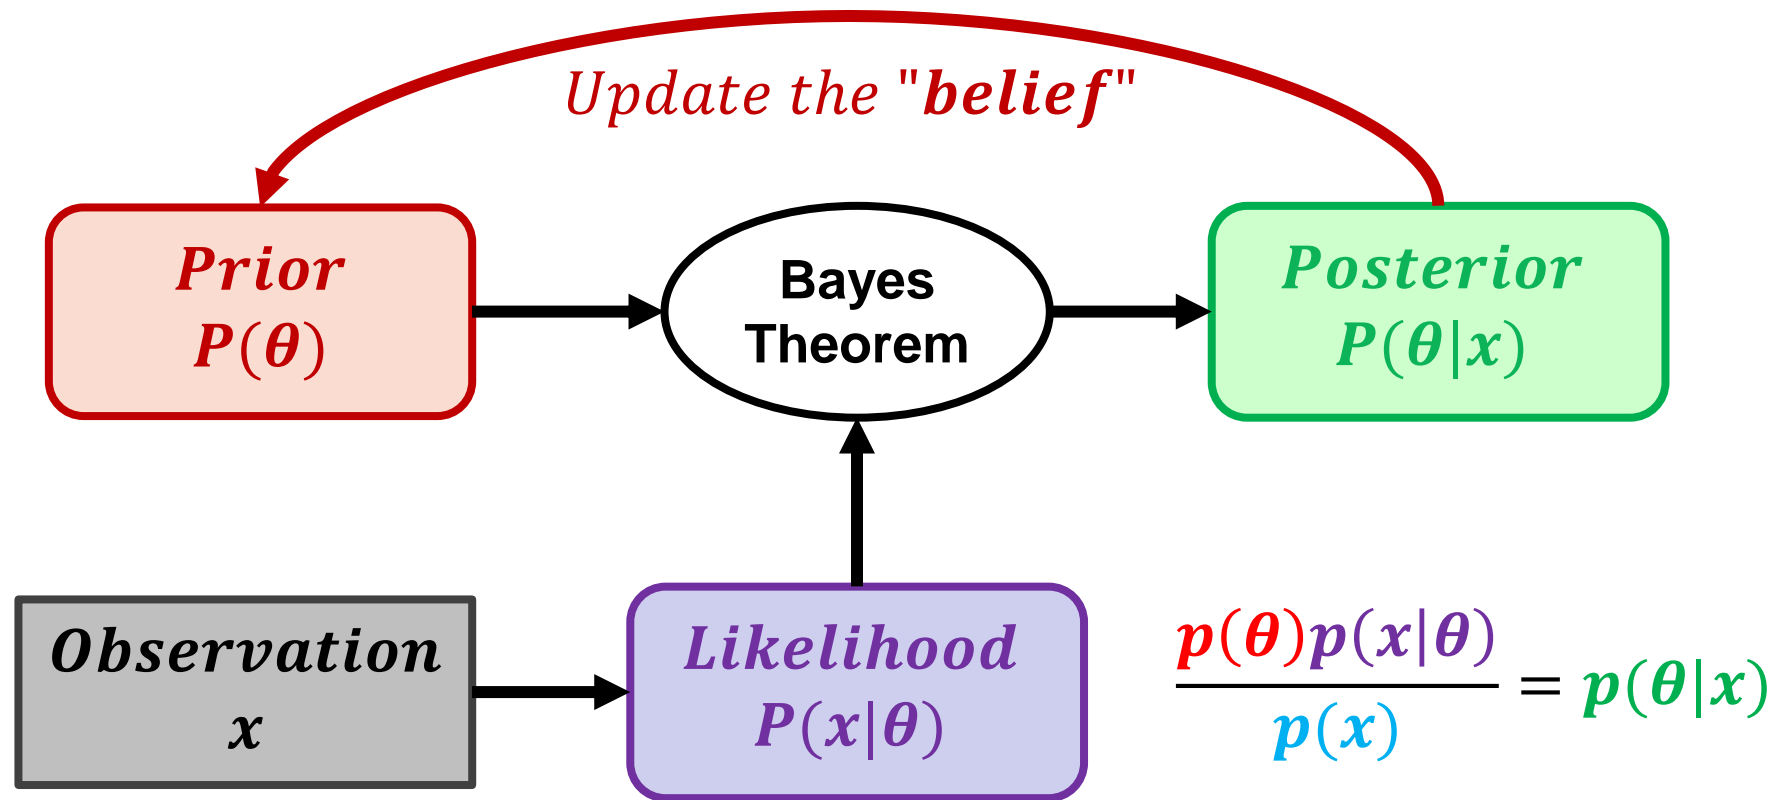 Update the "belief"
Prior
P(θ)
Bayes
Theorem
Posterior
P(θ|x)
Observation
x
Likelihood
P(x|θ)
p(θ)p(x|θ)
p(x)
= p(θ|x)